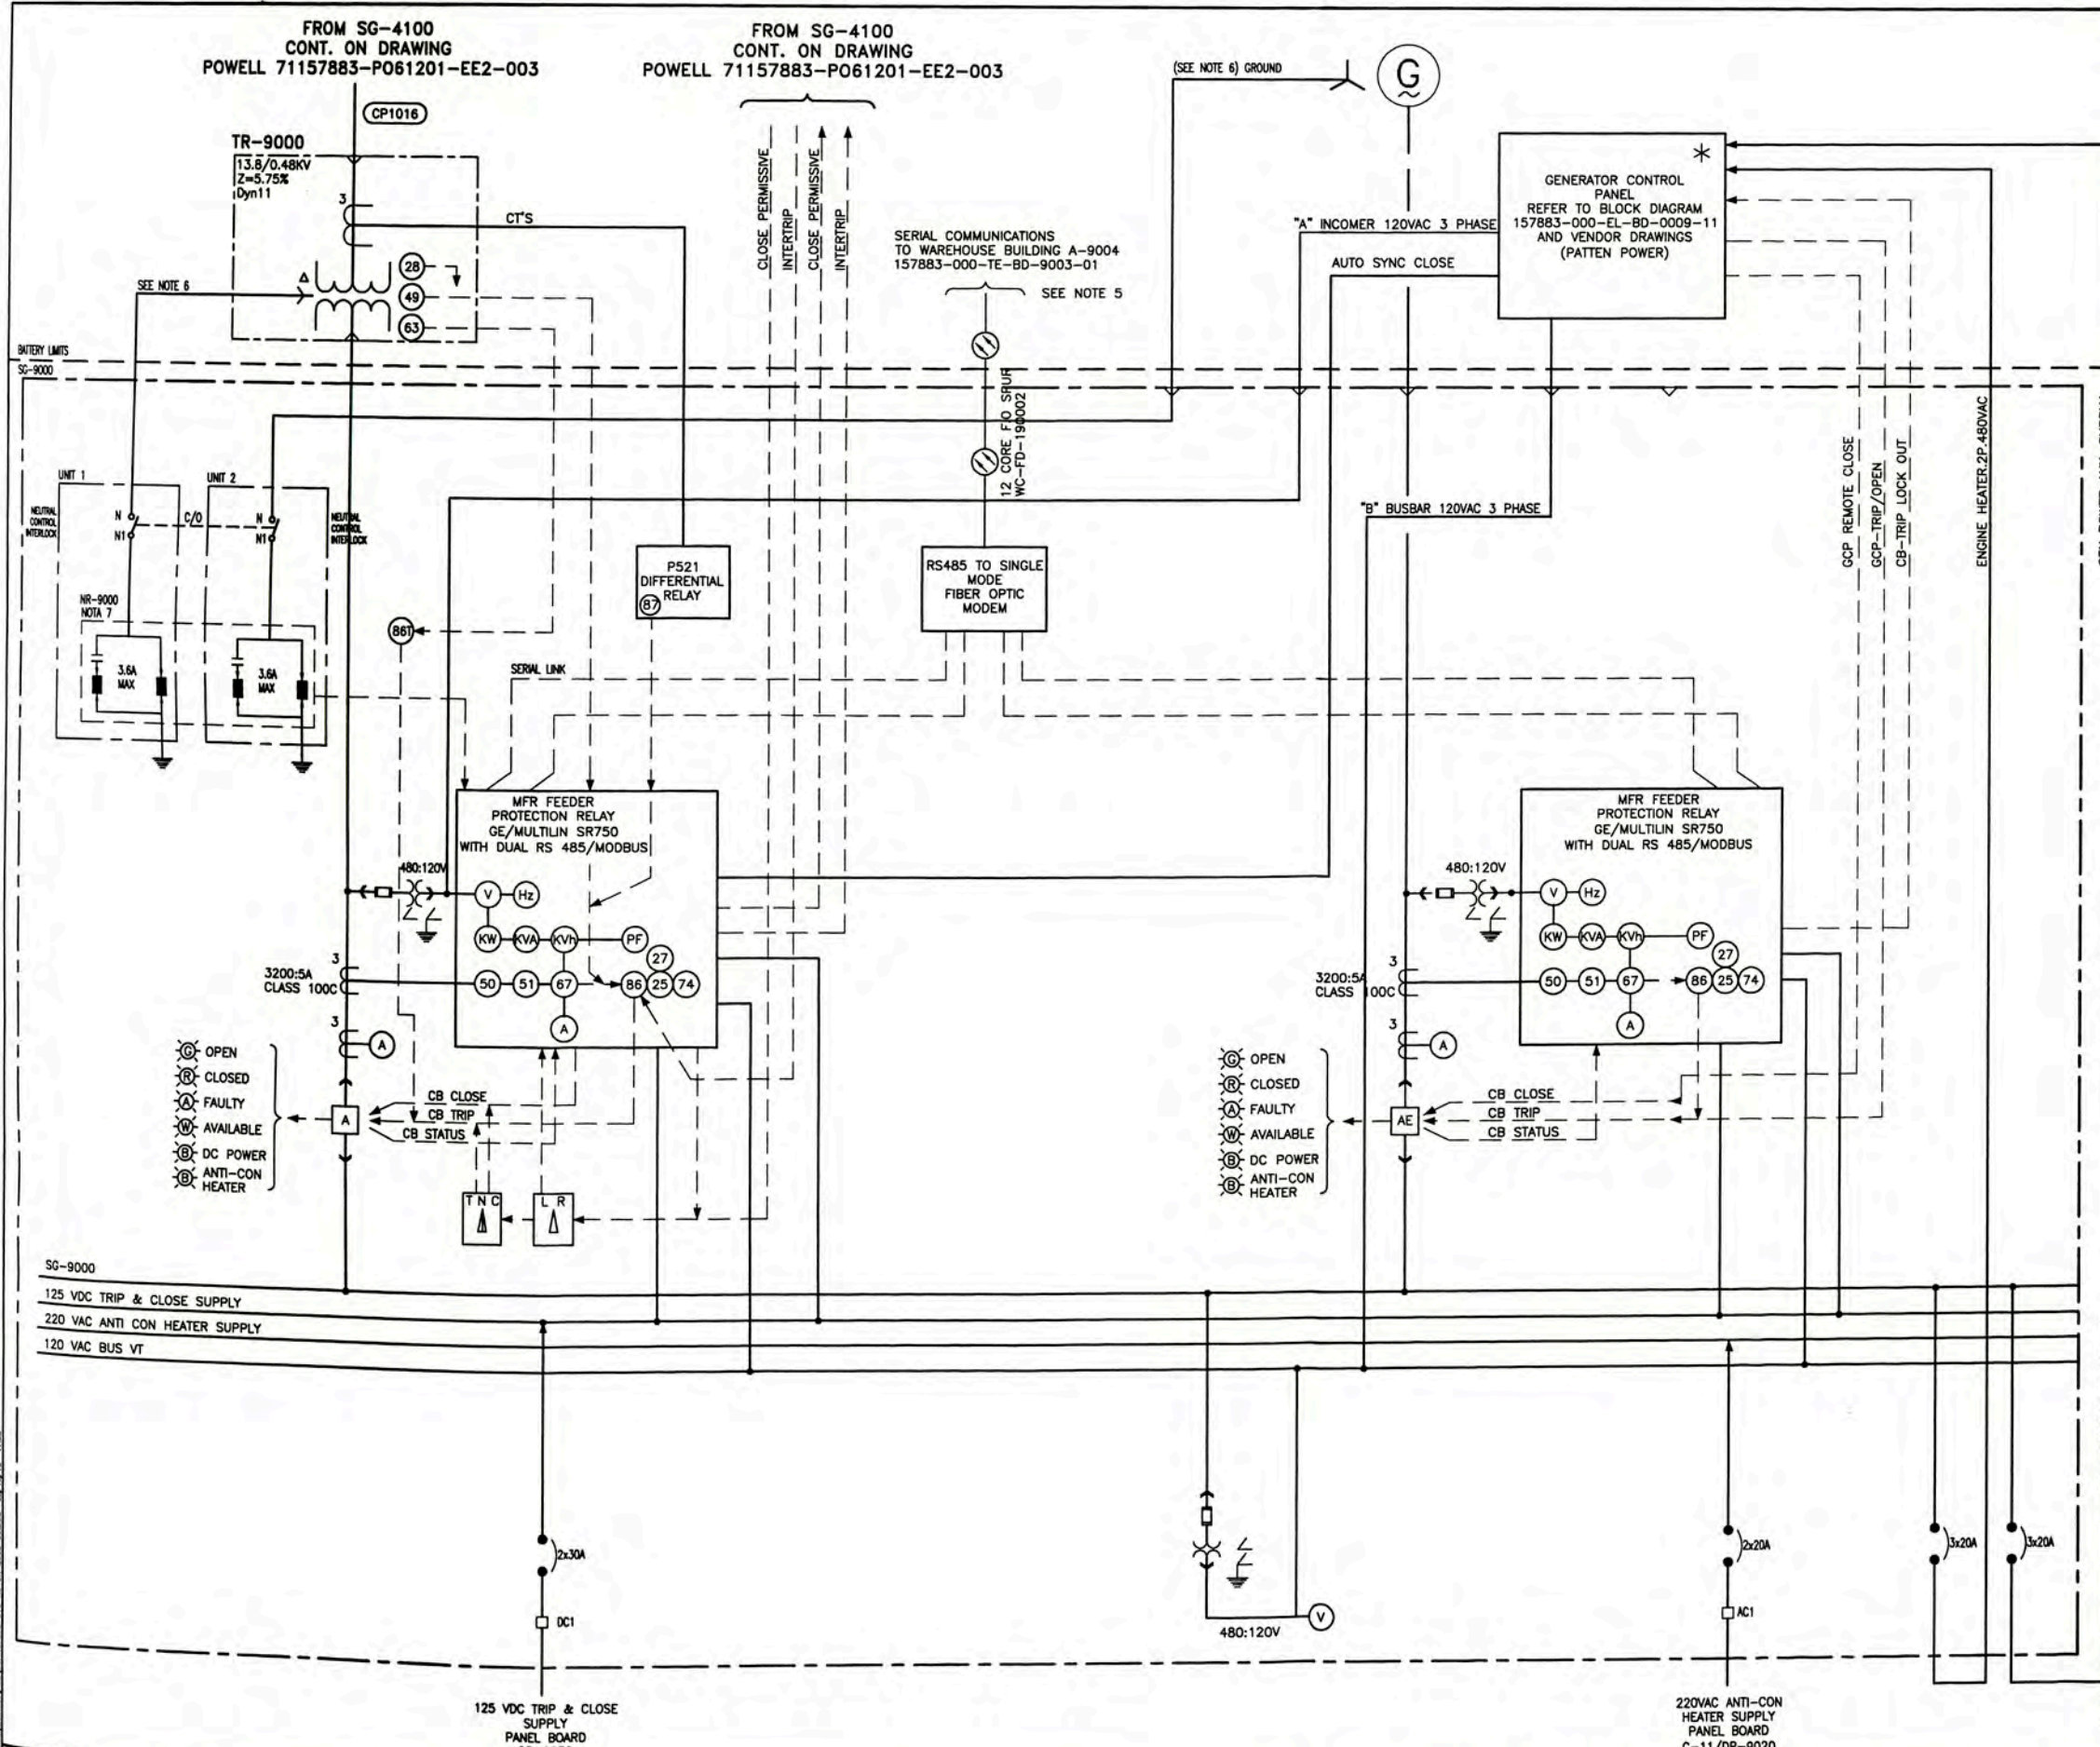 FROM SG-4100
CONT. ON DRAWING
POWELL 71157883-PO61201-EE2-003
FROM SG-4100
CONT. ON DRAWING
POWELL 71157883-PO61201-EE2-003
(SEE NOTE 6) GROUND
G
CP1016
TR-9000
13.8/0.48KV
Z=5.75%
Dyn11
3
CT'S
28
49
63
SEE NOTE 6
CLOSE PERMISSIVE
INTERTRIP
CLOSE PERMISSIVE
INTERTRIP
SERIAL COMMUNICATIONS
TO WAREHOUSE BUILDING A-9004
157883-000-TE-BD-9003-01
SEE NOTE 5
"A" INCOMER 120VAC 3 PHASE
AUTO SYNC CLOSE
*
GENERATOR CONTROL
PANEL
REFER TO BLOCK DIAGRAM
157883-000-EL-BD-0009-11
AND VENDOR DRAWINGS
(PATTEN POWER)
BATTERY LIMITS
SG-9000
12 CORE F/O SPUR
WC-FD-190002
"B" BUSBAR 120VAC 3 PHASE
GCP REMOTE CLOSE
GCP-TRIP/OPEN
CB-TRIP LOCK OUT
ENGINE HEATER.2P.480VAC
UNIT 1
UNIT 2
NEUTRAL
CONTROL
INTERLOCK
N
N1
C/O
N
N1
NEUTRAL
CONTROL
INTERLOCK
NR-9000
NOTA 7
3.6A
MAX
3.6A
MAX
86T
P521
DIFFERENTIAL
RELAY
87
RS485 TO SINGLE
MODE
FIBER OPTIC
MODEM
SERIAL LINK
MFR FEEDER
PROTECTION RELAY
GE/MULTILIN SR750
WITH DUAL RS 485/MODBUS
480:120V
V
Hz
KW
KVA
KVh
PF
27
50
51
67
86
25
74
A
3
3200:5A
CLASS 100C
3
A
G OPEN
R CLOSED
A FAULTY
W AVAILABLE
B DC POWER
B ANTI-CON
HEATER
A
CB CLOSE
CB TRIP
CB STATUS
T N C
L R
MFR FEEDER
PROTECTION RELAY
GE/MULTILIN SR750
WITH DUAL RS 485/MODBUS
480:120V
V
Hz
KW
KVA
KVh
PF
27
50
51
67
86
25
74
A
3
3200:5A
CLASS 100C
3
A
G OPEN
R CLOSED
A FAULTY
W AVAILABLE
B DC POWER
B ANTI-CON
HEATER
AE
CB CLOSE
CB TRIP
CB STATUS
SG-9000
125 VDC TRIP & CLOSE SUPPLY
220 VAC ANTI CON HEATER SUPPLY
120 VAC BUS VT
2x30A
DC1
480:120V
V
2x20A
AC1
3x20A
3x20A
125 VDC TRIP & CLOSE
SUPPLY
PANEL BOARD
220VAC ANTI-CON
HEATER SUPPLY
PANEL BOARD